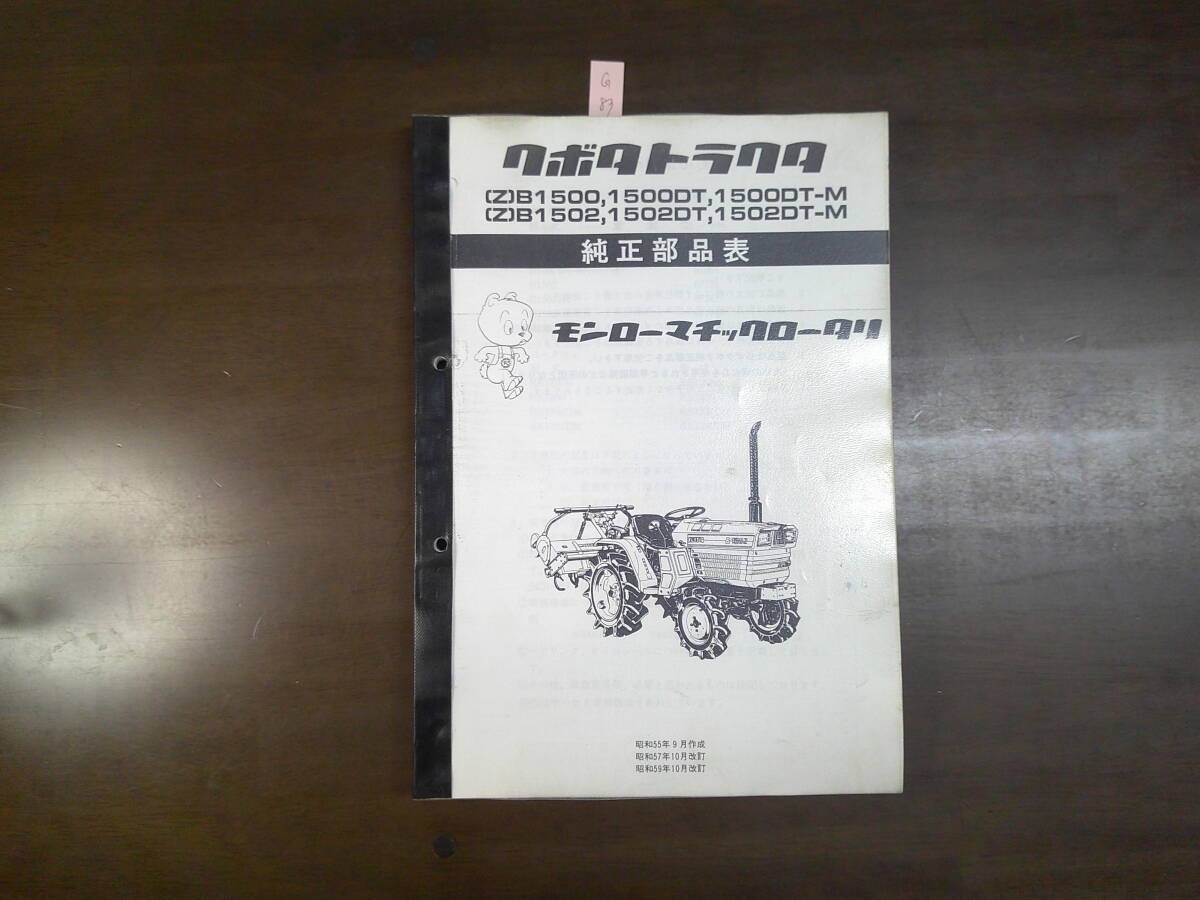 G
83
クボタトラクタ
(Z)B1500,1500DT,1500DT-M
(Z)B1502,1502DT,1502DT-M
純正部品表
モンローマチックロータリ
昭和55年9月作成
昭和57年10月改訂
昭和59年10月改訂